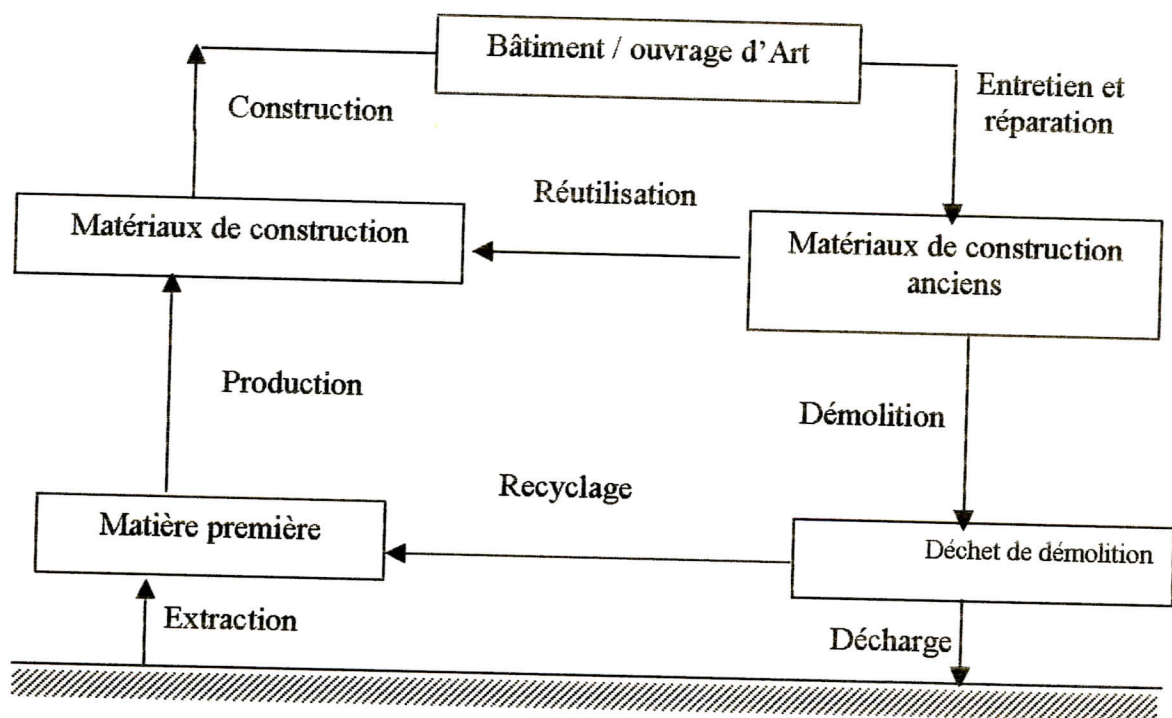 Bâtiment / ouvrage d'Art
Construction
Entretien et
réparation
Réutilisation
Matériaux de construction
Matériaux de construction
anciens
Production
Démolition
Recyclage
Matière première
Déchet de démolition
Extraction
Décharge